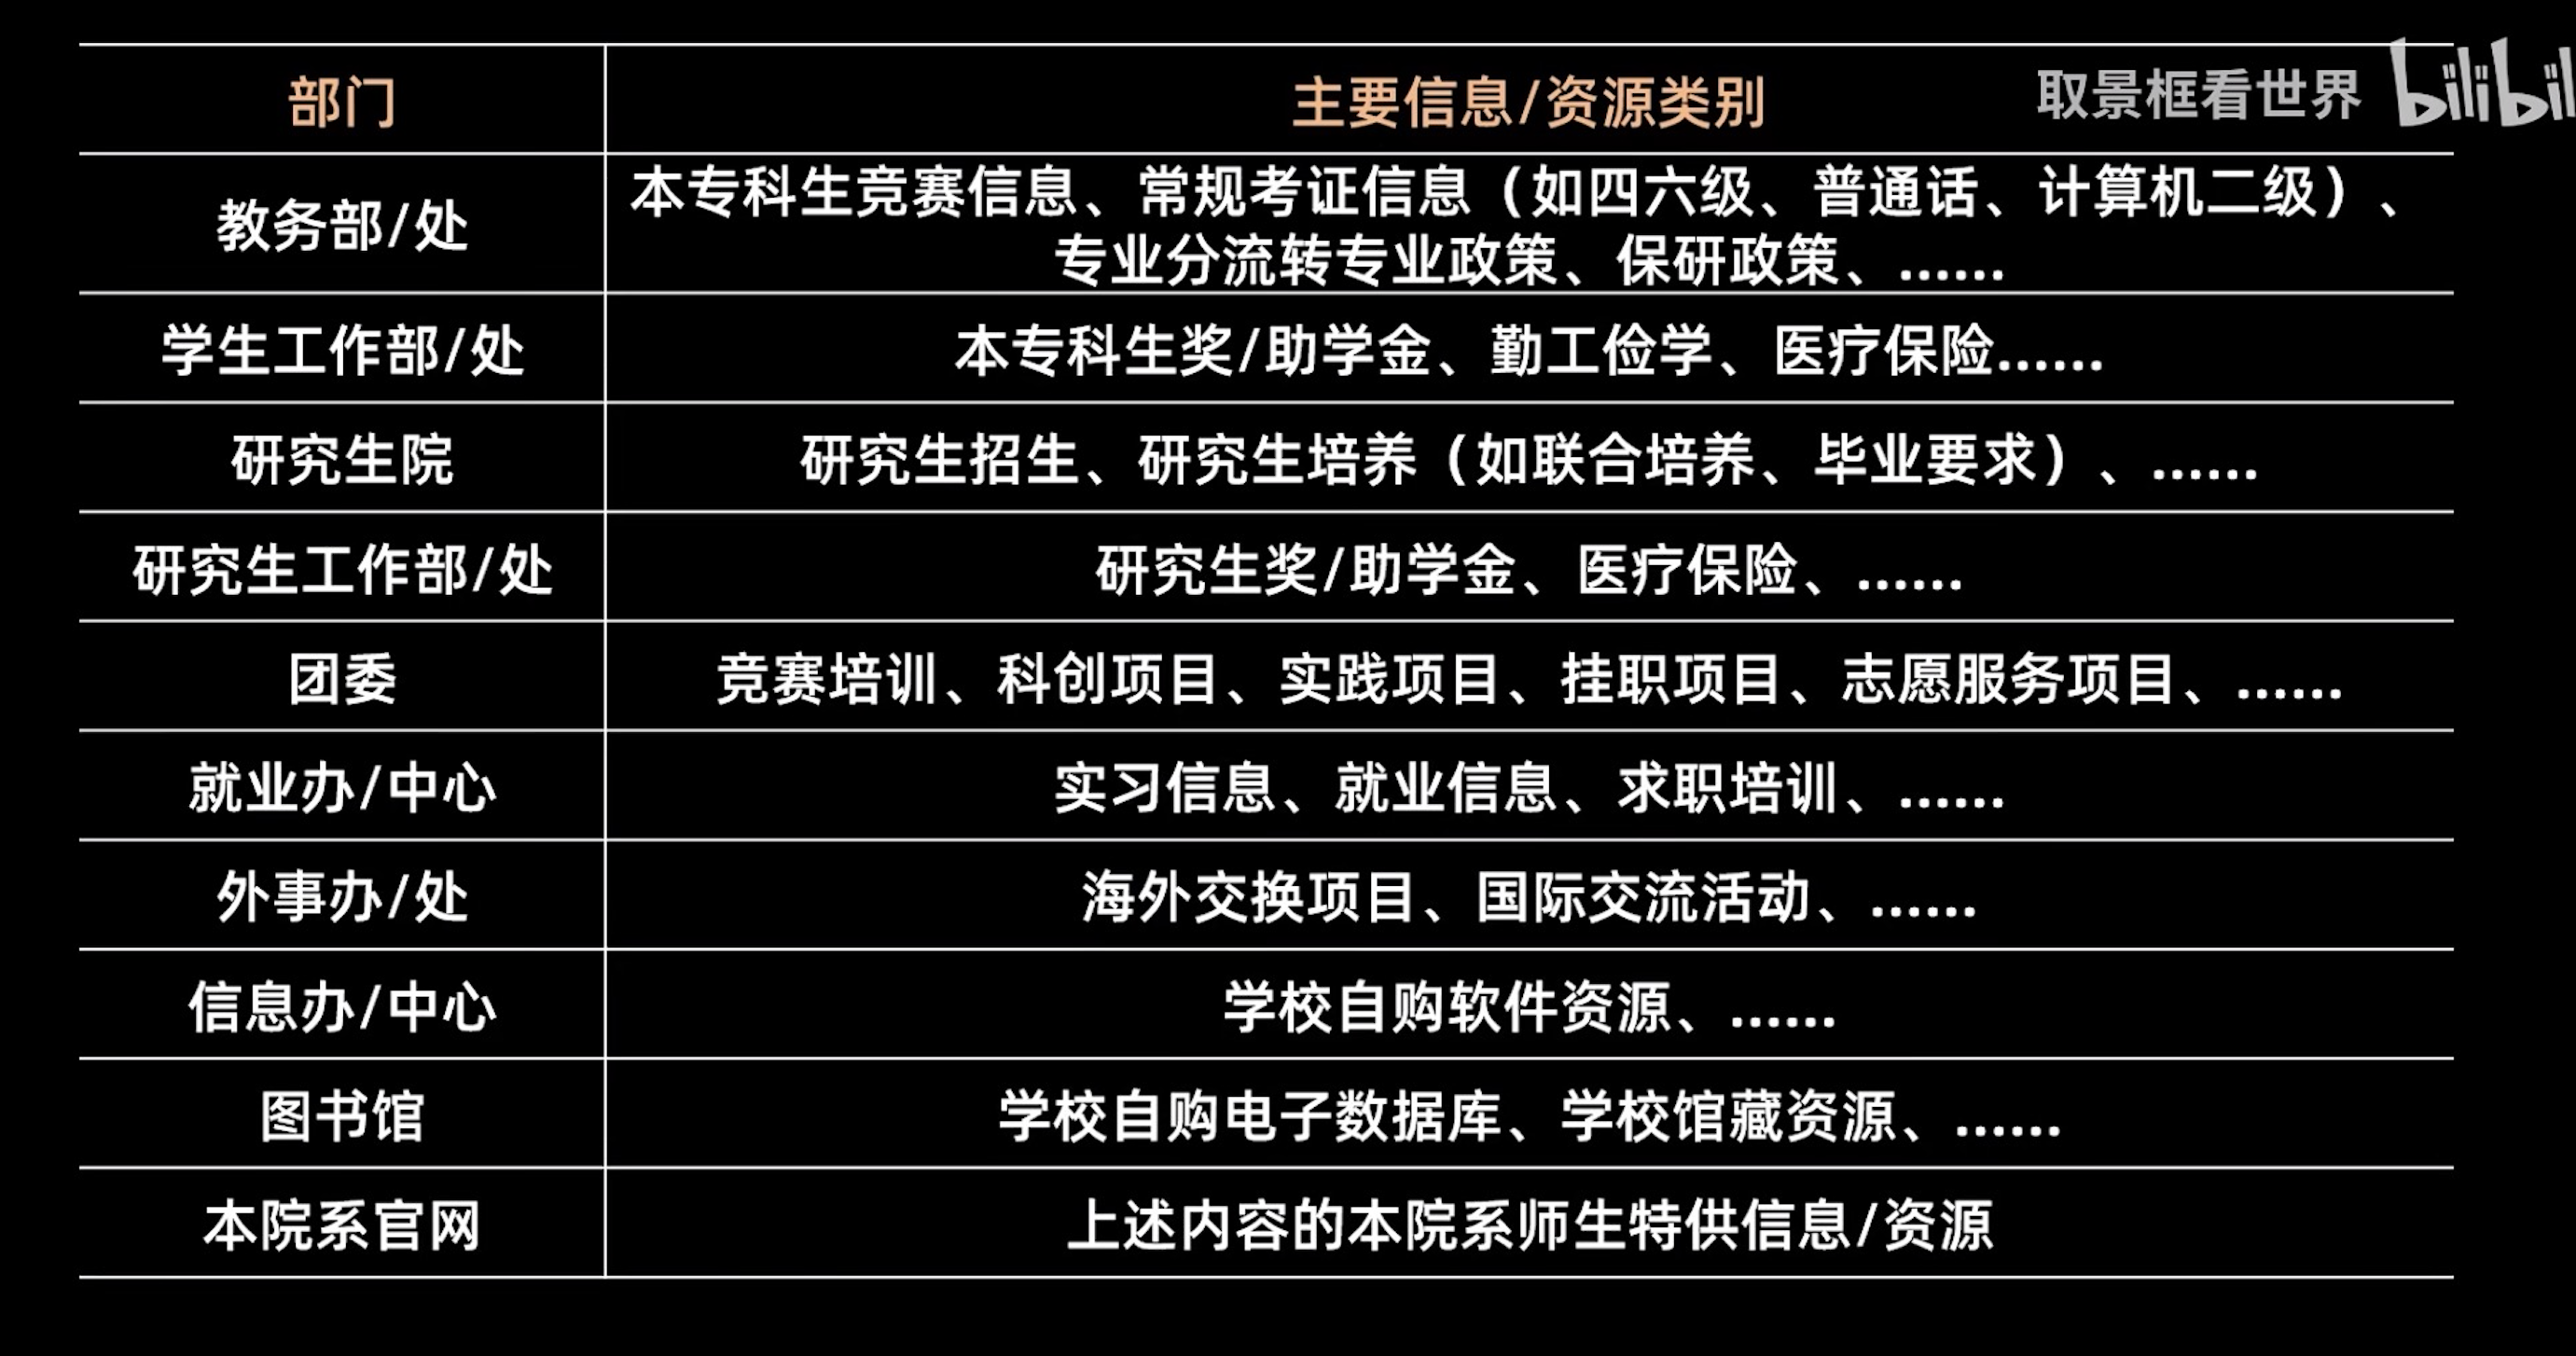 部门
主要信息/资源类别
取景框看世界 bilibil
教务部/处
本专科生竞赛信息、常规考证信息（如四六级、普通话、计算机二级）、
专业分流转专业政策、保研政策、……
学生工作部/处
本专科生奖/助学金、勤工俭学、医疗保险……
研究生院
研究生招生、研究生培养（如联合培养、毕业要求）、……
研究生工作部/处
研究生奖/助学金、医疗保险、……
团委
竞赛培训、科创项目、实践项目、挂职项目、志愿服务项目、……
就业办/中心
实习信息、就业信息、求职培训、……
外事办/处
海外交换项目、国际交流活动、……
信息办/中心
学校自购软件资源、……
图书馆
学校自购电子数据库、学校馆藏资源、……
本院系官网
上述内容的本院系师生特供信息/资源